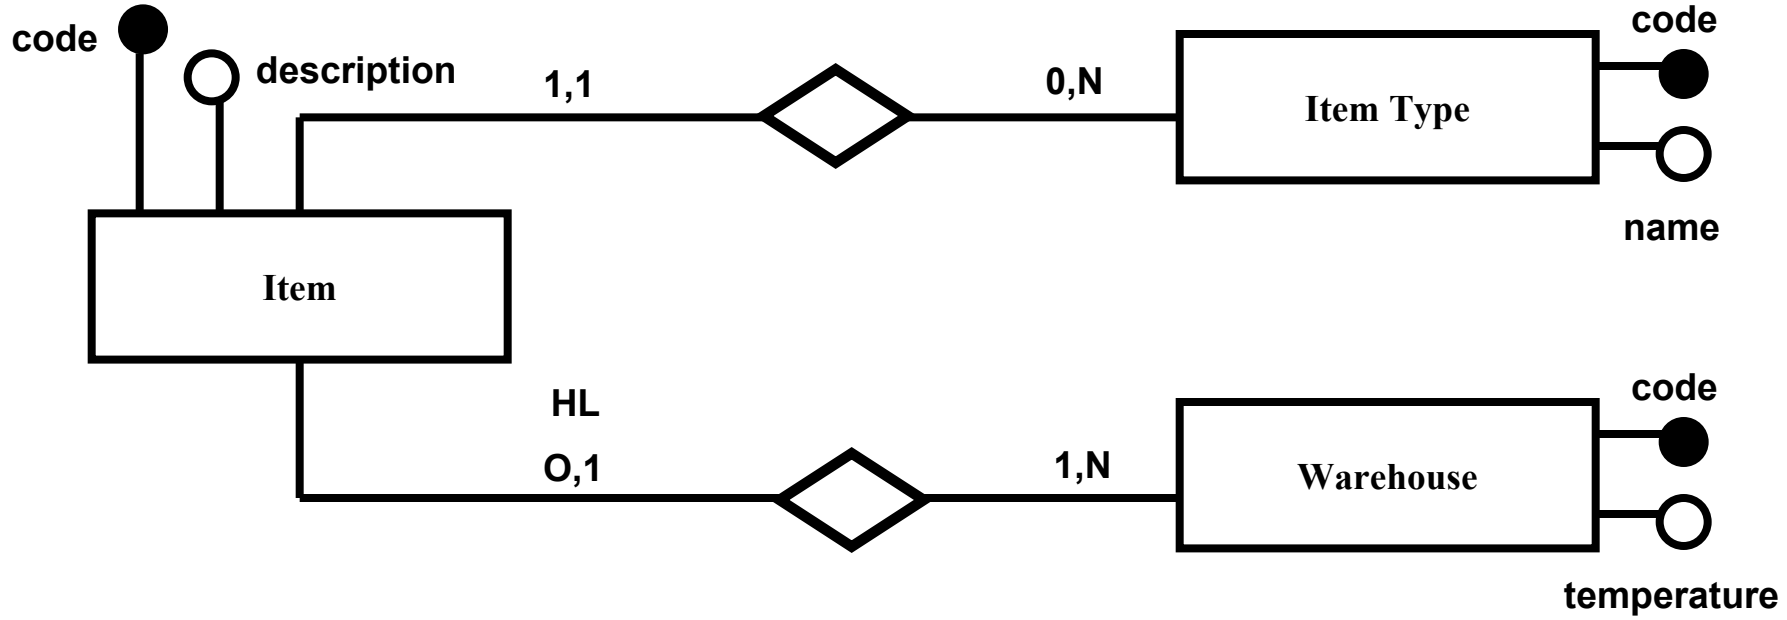 code
description
1,1
0,N
Item Type
code
name
Item
HL
O,1
1,N
Warehouse
code
temperature